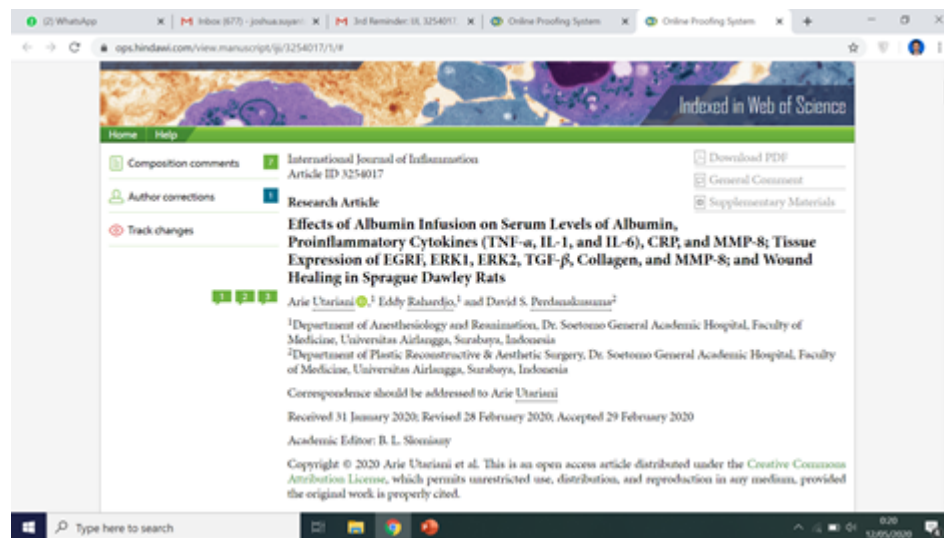 (2) WhatsApp
Inbox (677) - joshua.sugan
3rd Reminder: UI, 3254017.
Online Proofing System
Online Proofing System
ops.hindawi.com/view.manuscript/iji/3254017/1/#
Indexed in Web of Science
Home Help
Composition comments 7
Author corrections 1
Track changes
International Journal of Inflammation
Article ID 3254017
Download PDF
General Comment
Supplementary Materials
Research Article
Effects of Albumin Infusion on Serum Levels of Albumin,
Proinflammatory Cytokines (TNF-α, IL-1, and IL-6), CRP, and MMP-8; Tissue
Expression of EGRF, ERK1, ERK2, TGF-β, Collagen, and MMP-8; and Wound
Healing in Sprague Dawley Rats
1 2 3
Arie Utariani,1 Eddy Rahardjo,1 and David S. Perdanakusuma2
1Department of Anesthesiology and Reanimation, Dr. Soetomo General Academic Hospital, Faculty of
Medicine, Universitas Airlangga, Surabaya, Indonesia
2Department of Plastic Reconstructive & Aesthetic Surgery, Dr. Soetomo General Academic Hospital, Faculty
of Medicine, Universitas Airlangga, Surabaya, Indonesia
Correspondence should be addressed to Arie Utariani
Received 31 January 2020; Revised 28 February 2020; Accepted 29 February 2020
Academic Editor: B. L. Slomiany
Copyright © 2020 Arie Utariani et al. This is an open access article distributed under the Creative Commons
Attribution License, which permits unrestricted use, distribution, and reproduction in any medium, provided
the original work is properly cited.
Type here to search
0:20
12/05/2020